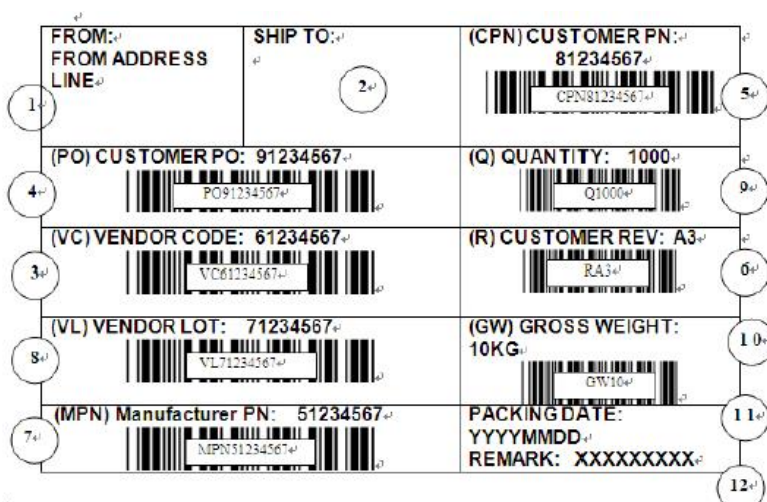 FROM:
FROM ADDRESS
LINE
1
SHIP TO:
2
(CPN) CUSTOMER PN:
81234567
CPN81234567
5
(PO) CUSTOMER PO: 91234567
PO91234567
4
(Q) QUANTITY: 1000
Q1000
9
(VC) VENDOR CODE: 61234567
VC61234567
3
(R) CUSTOMER REV: A3
RA3
6
(VL) VENDOR LOT: 71234567
VL71234567
8
(GW) GROSS WEIGHT:
10KG
GW10
10
(MPN) Manufacturer PN: 51234567
MPN51234567
7
PACKING DATE:
YYYYMMDD
REMARK: XXXXXXXXX
11
12